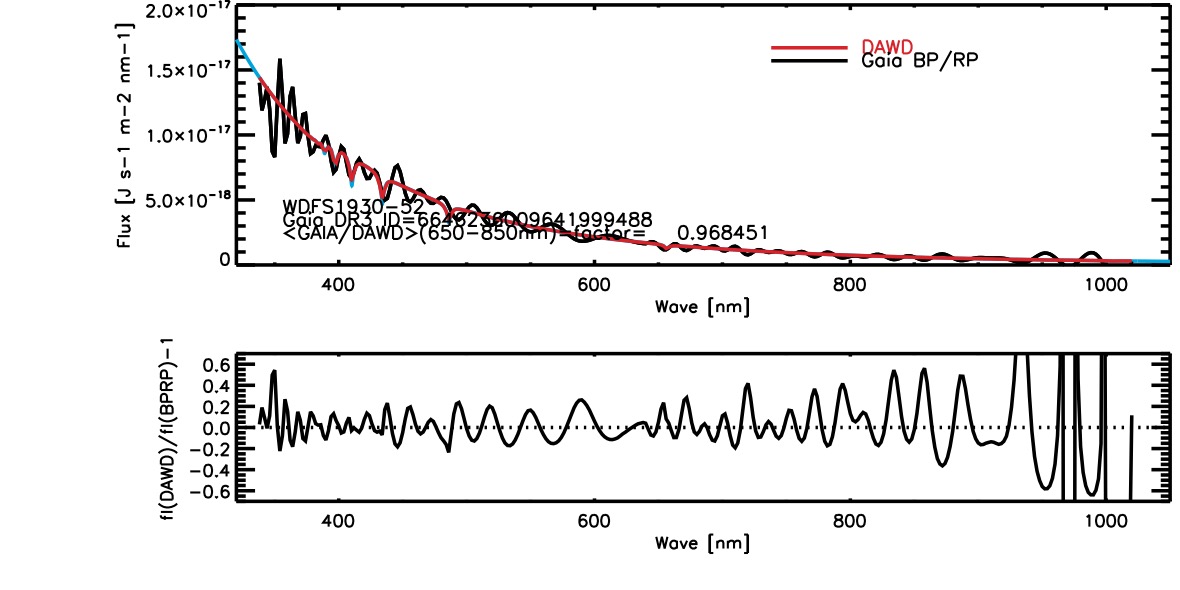 2.0×10−17
1.5×10−17
1.0×10−17
5.0×10−18
0
Flux [J s−1 m−2 nm−1]
DAWD
Gaia BP/RP
WDFS1930-52
Gaia DR3 ID=
<GAIA/DAWD>(650-850nm)=factor= 0.968451
400 600 800 1000
Wave [nm]
0.6
0.4
0.2
0.0
−0.2
−0.4
−0.6
fl(DAWD)/fl(BPRP)−1
400 600 800 1000
Wave [nm]